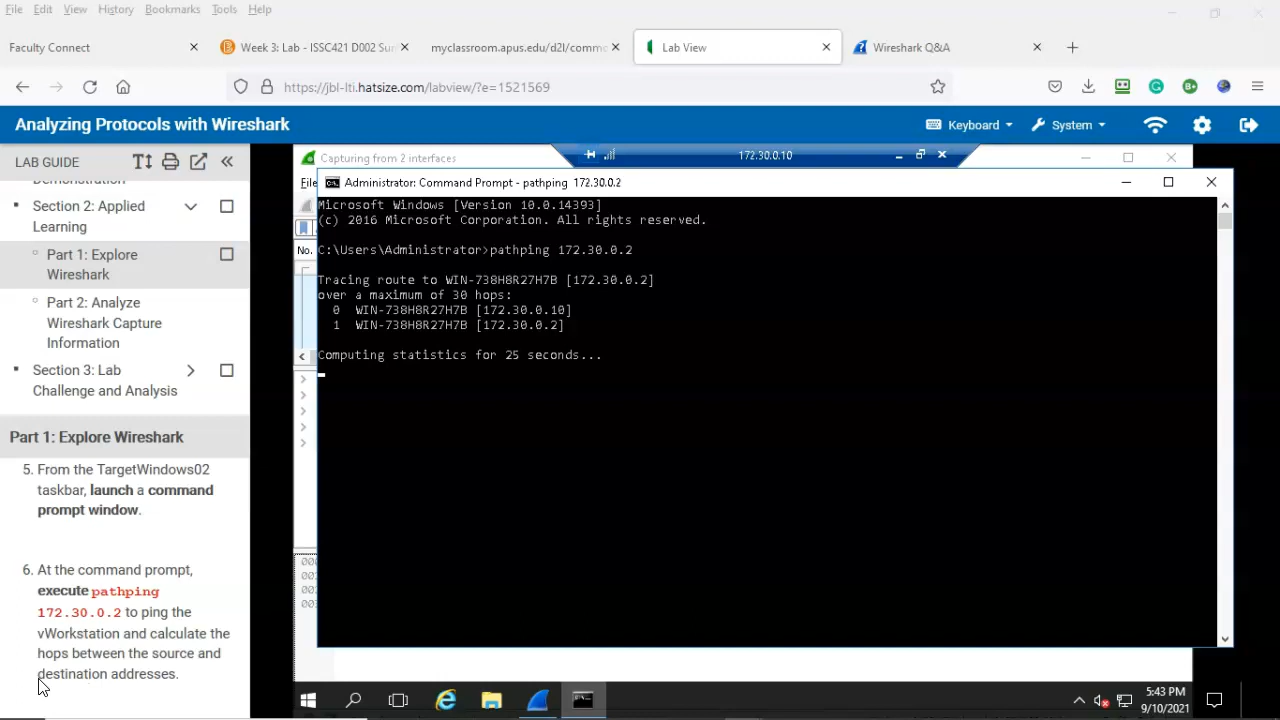 File Edit View History Bookmarks Tools Help
Faculty Connect
Week 3: Lab - ISSC421 D002 Sur
myclassroom.apus.edu/d2l/commo
Lab View
Wireshark Q&A
https://jbl-lti.hatsize.com/labview/?e=1521569
Analyzing Protocols with Wireshark
Keyboard
System
LAB GUIDE
Demonstration
Section 2: Applied
Learning
Part 1: Explore
Wireshark
Part 2: Analyze
Wireshark Capture
Information
Section 3: Lab
Challenge and Analysis
Part 1: Explore Wireshark
5. From the TargetWindows02
taskbar, launch a command
prompt window.
6. At the command prompt,
execute pathping
172.30.0.2 to ping the
vWorkstation and calculate the
hops between the source and
destination addresses.
Capturing from 2 interfaces
172.30.0.10
File
No.
Administrator: Command Prompt - pathping 172.30.0.2
Microsoft Windows [Version 10.0.14393]
(c) 2016 Microsoft Corporation. All rights reserved.
C:\Users\Administrator>pathping 172.30.0.2
Tracing route to WIN-738H8R27H7B [172.30.0.2]
over a maximum of 30 hops:
0 WIN-738H8R27H7B [172.30.0.10]
1 WIN-738H8R27H7B [172.30.0.2]
Computing statistics for 25 seconds...
5:43 PM
9/10/2021